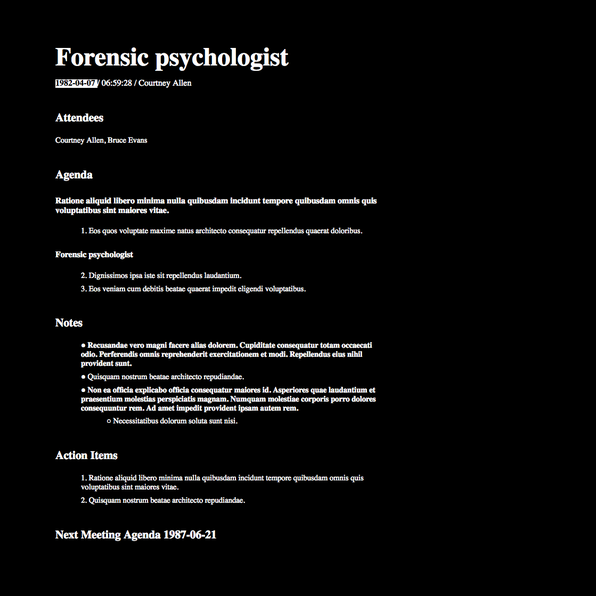 Forensic psychologist
1982-04-07 / 06:59:28 / Courtney Allen
Attendees
Courtney Allen, Bruce Evans
Agenda
Ratione aliquid libero minima nulla quibusdam incidunt tempore quibusdam omnis quis
voluptatibus sint maiores vitae.
1. Eos quos voluptate maxime natus architecto consequatur repellendus quaerat doloribus.
Forensic psychologist
2. Dignissimos ipsa iste sit repellendus laudantium.
3. Eos veniam cum debitis beatae quaerat impedit eligendi voluptatibus.
Notes
● Recusandae vero magni facere alias dolorem. Cupiditate consequatur totam occaecati
odio. Perferendis omnis reprehenderit exercitationem et modi. Repellendus eius nihil
provident sunt.
● Quisquam nostrum beatae architecto repudiandae.
● Non ea officia explicabo officia consequatur maiores id. Asperiores quae laudantium et
praesentium molestias perspiciatis magnam. Numquam molestiae corporis porro dolores
consequuntur rem. Ad amet impedit provident ipsam autem rem.
○ Necessitatibus dolorum soluta sunt nisi.
Action Items
1. Ratione aliquid libero minima nulla quibusdam incidunt tempore quibusdam omnis quis
voluptatibus sint maiores vitae.
2. Quisquam nostrum beatae architecto repudiandae.
Next Meeting Agenda 1987-06-21